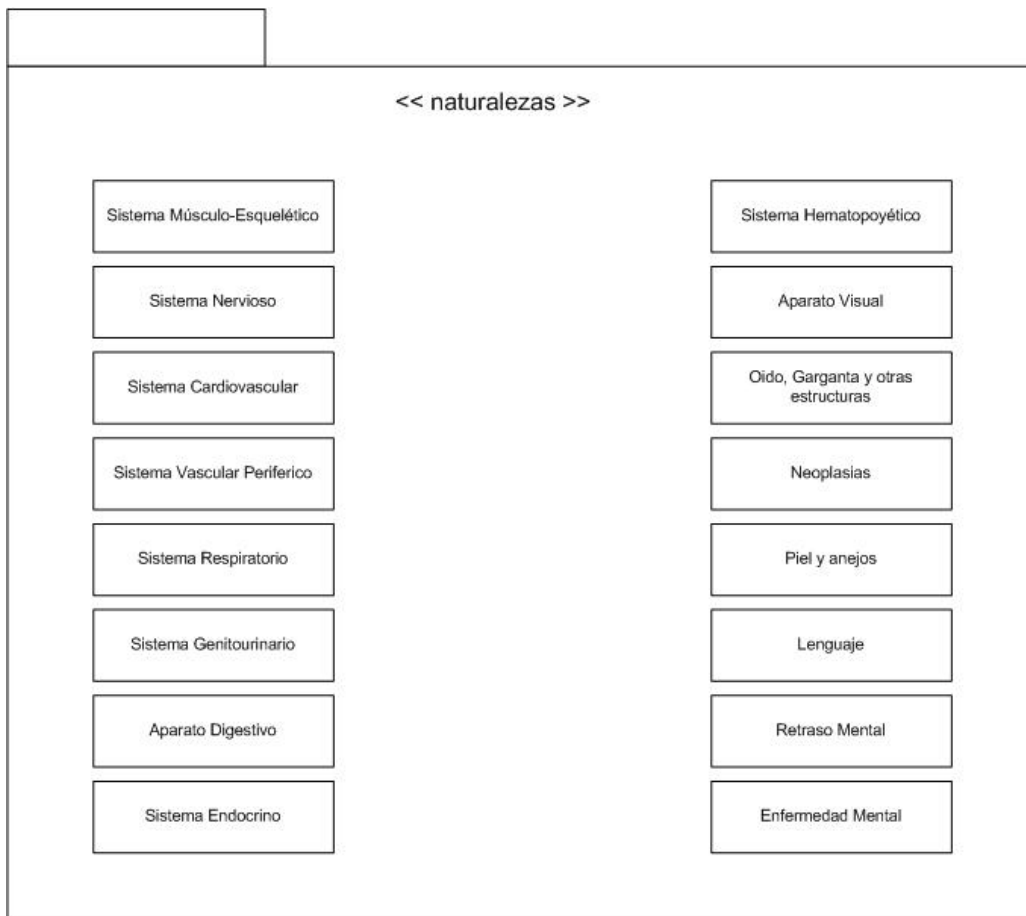 << naturalezas >>
Sistema Músculo-Esquelético
Sistema Nervioso
Sistema Cardiovascular
Sistema Vascular Periferico
Sistema Respiratorio
Sistema Genitourinario
Aparato Digestivo
Sistema Endocrino
Sistema Hematopoyético
Aparato Visual
Oido, Garganta y otras
estructuras
Neoplasias
Piel y anejos
Lenguaje
Retraso Mental
Enfermedad Mental